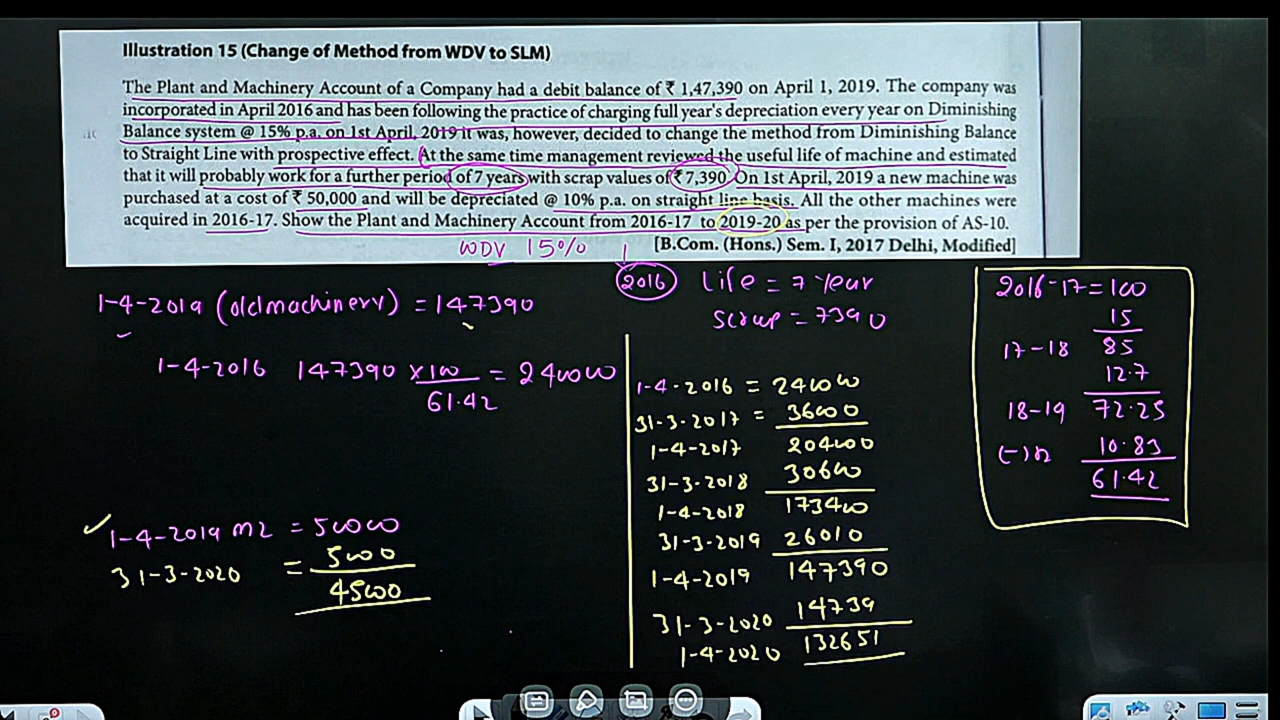 Illustration 15 (Change of Method from WDV to SLM)
The Plant and Machinery Account of a Company had a debit balance of ₹ 1,47,390 on April 1, 2019. The company was
incorporated in April 2016 and has been following the practice of charging full year's depreciation every year on Diminishing
Balance system @ 15% p.a. on 1st April, 2019 it was, however, decided to change the method from Diminishing Balance
to Straight Line with prospective effect. At the same time management reviewed the useful life of machine and estimated
that it will probably work for a further period of 7 years with scrap values of ₹ 7,390 On 1st April, 2019 a new machine was
purchased at a cost of ₹ 50,000 and will be depreciated @ 10% p.a. on straight line basis. All the other machines were
acquired in 2016-17. Show the Plant and Machinery Account from 2016-17 to 2019-20 as per the provision of AS-10.
[B.Com. (Hons.) Sem. I, 2017 Delhi, Modified]
WDV 15%
2016 Life = 7 Year
scrap = 7390
1-4-2019 (old machinery) = 147390
1-4-2016 147390 × 100 = 240000
61.42
1-4-2019 m2 = 50000
31-3-2020 = 5000
45000
1-4-2016 = 240000
31-3-2017 = 36000
1-4-2017 204000
31-3-2018 30600
1-4-2018 173400
31-3-2019 26010
1-4-2019 147390
31-3-2020 14739
1-4-2020 132651
2016-17 = 100
15
17-18 85
12.7
18-19 72.25
10.83
61.42